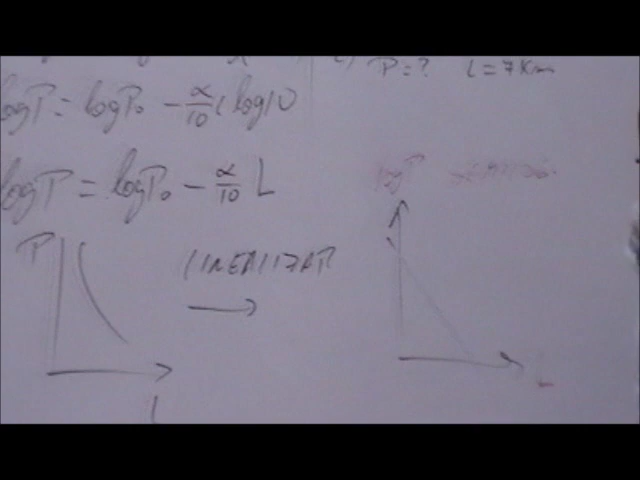 P = ? L = 7 Km
logP = logP₀ - α/10 L log10
logP = logP₀ - α/10 L
P
LINEALIZAR
L
log P